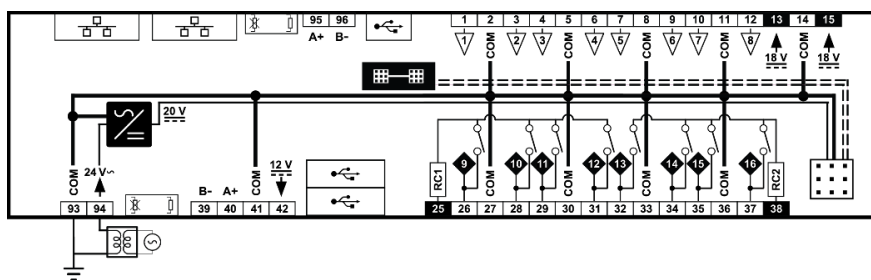 95 96 1 2 3 4 5 6 7 8 9 10 11 12 13 14 15
A+ B-
1 COM 2 3 COM 4 5 COM 6 7 COM 8 18 V COM 18 V
20 V
COM 24 V~ COM 12 V
B- A+
RC1 9 COM 10 11 COM 12 13 COM 14 15 COM 16 RC2
93 94 39 40 41 42 25 26 27 28 29 30 31 32 33 34 35 36 37 38